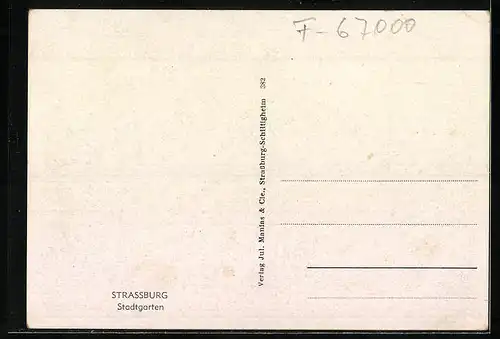 F-67000
Verlag Jul. Manias & Cie., Straßburg-Schiltigheim 382
STRASSBURG
Stadtgarten